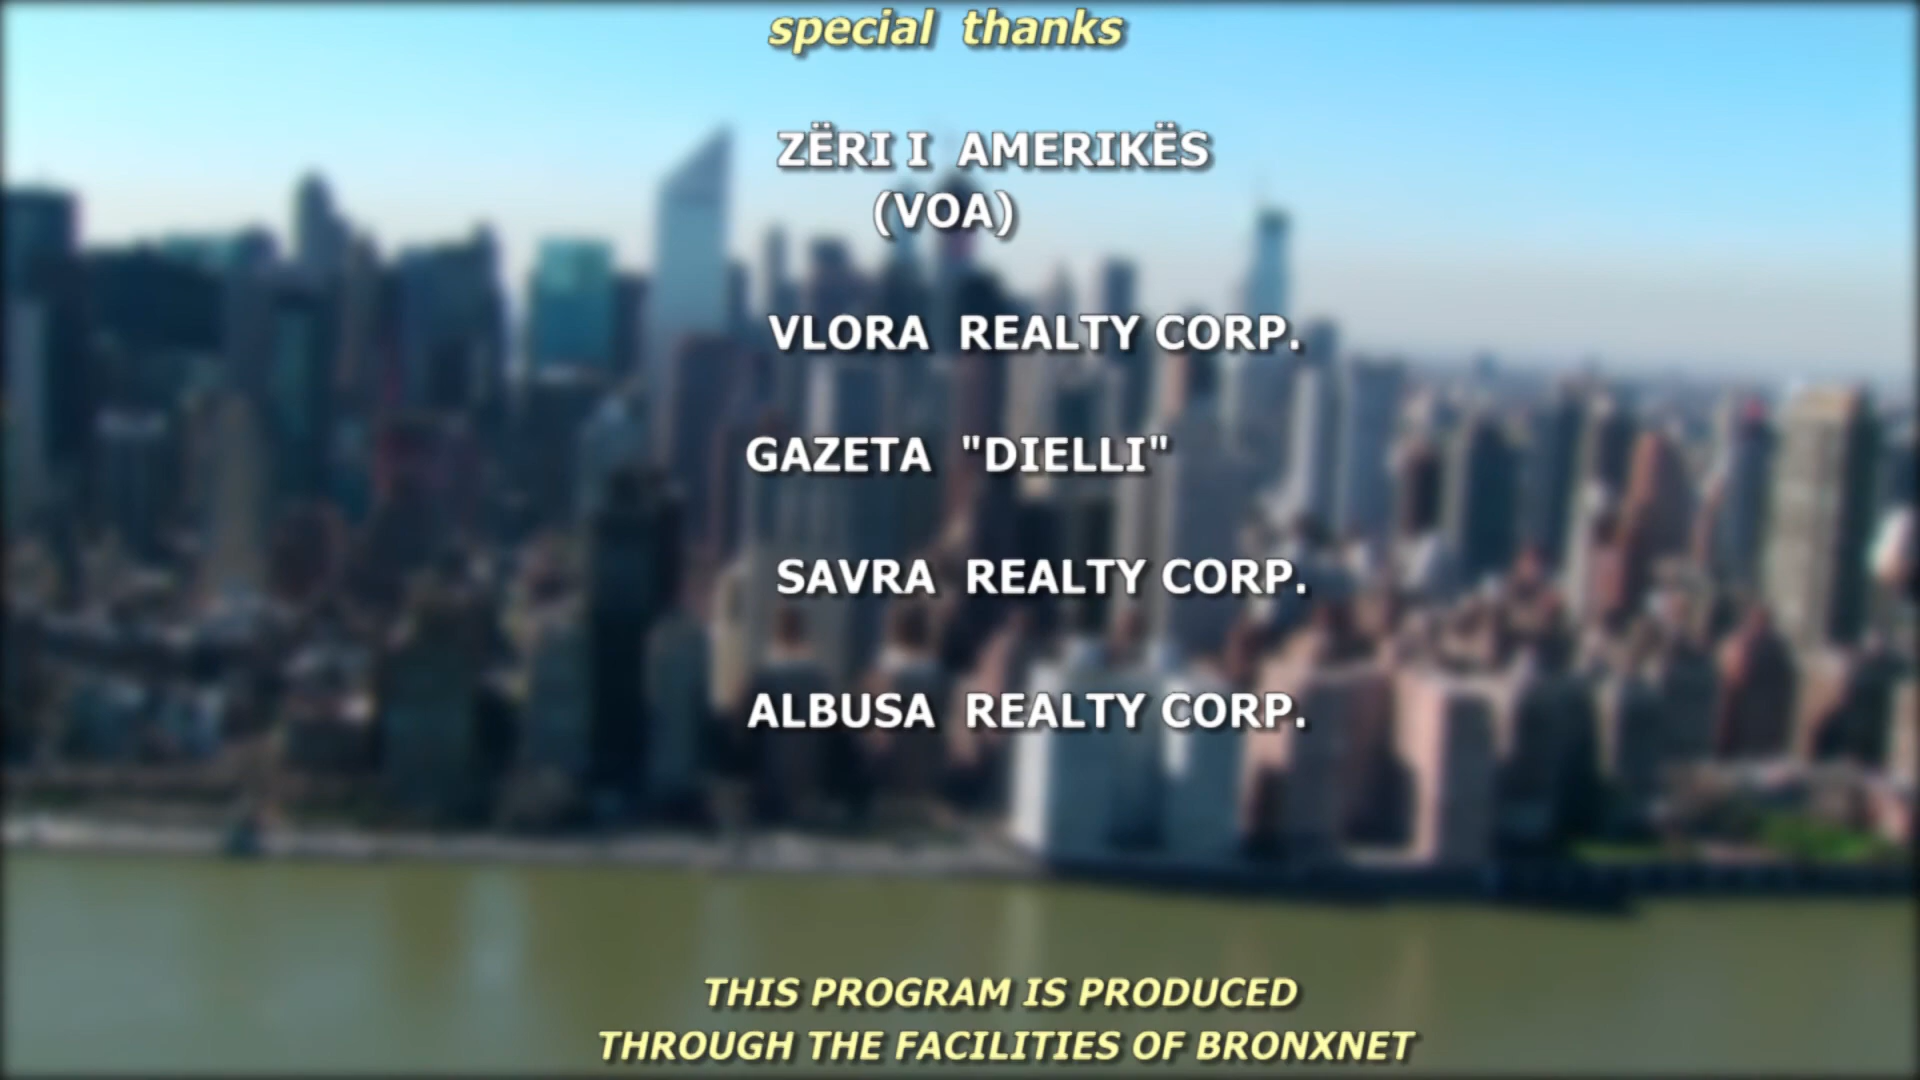 special thanks
ZËRI I AMERIKËS
(VOA)
VLORA REALTY CORP.
GAZETA "DIELLI"
SAVRA REALTY CORP.
ALBUSA REALTY CORP.
THIS PROGRAM IS PRODUCED
THROUGH THE FACILITIES OF BRONXNET